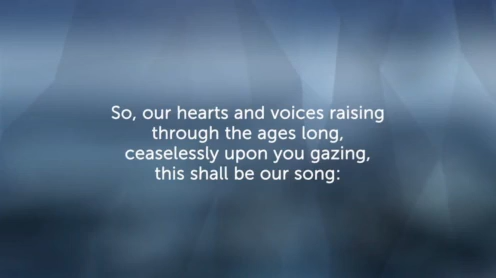 So, our hearts and voices raising
through the ages long,
ceaselessly upon you gazing,
this shall be our song: